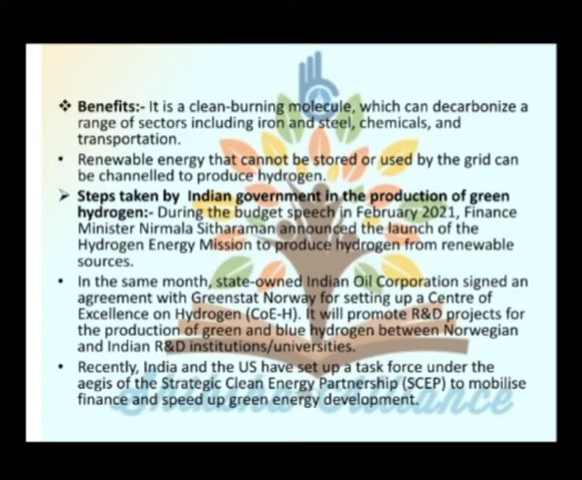 ❖ Benefits:- It is a clean-burning molecule, which can decarbonize a
range of sectors including iron and steel, chemicals, and
transportation.
• Renewable energy that cannot be stored or used by the grid can
be channelled to produce hydrogen.
➢ Steps taken by Indian government in the production of green
hydrogen:- During the budget speech in February 2021, Finance
Minister Nirmala Sitharaman announced the launch of the
Hydrogen Energy Mission to produce hydrogen from renewable
sources.
• In the same month, state-owned Indian Oil Corporation signed an
agreement with Greenstat Norway for setting up a Centre of
Excellence on Hydrogen (CoE-H). It will promote R&D projects for
the production of green and blue hydrogen between Norwegian
and Indian R&D institutions/universities.
• Recently, India and the US have set up a task force under the
aegis of the Strategic Clean Energy Partnership (SCEP) to mobilise
finance and speed up green energy development.